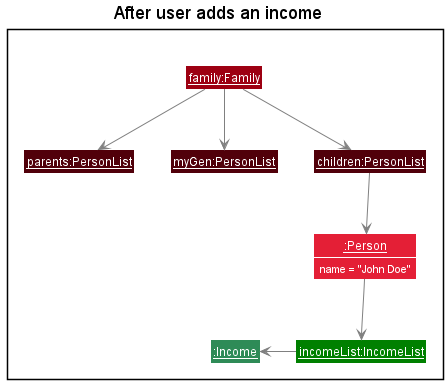 After user adds an income
family:Family
parents:PersonList
myGen:PersonList
children:PersonList
:Person
name = "John Doe"
:Income
incomeList:IncomeList